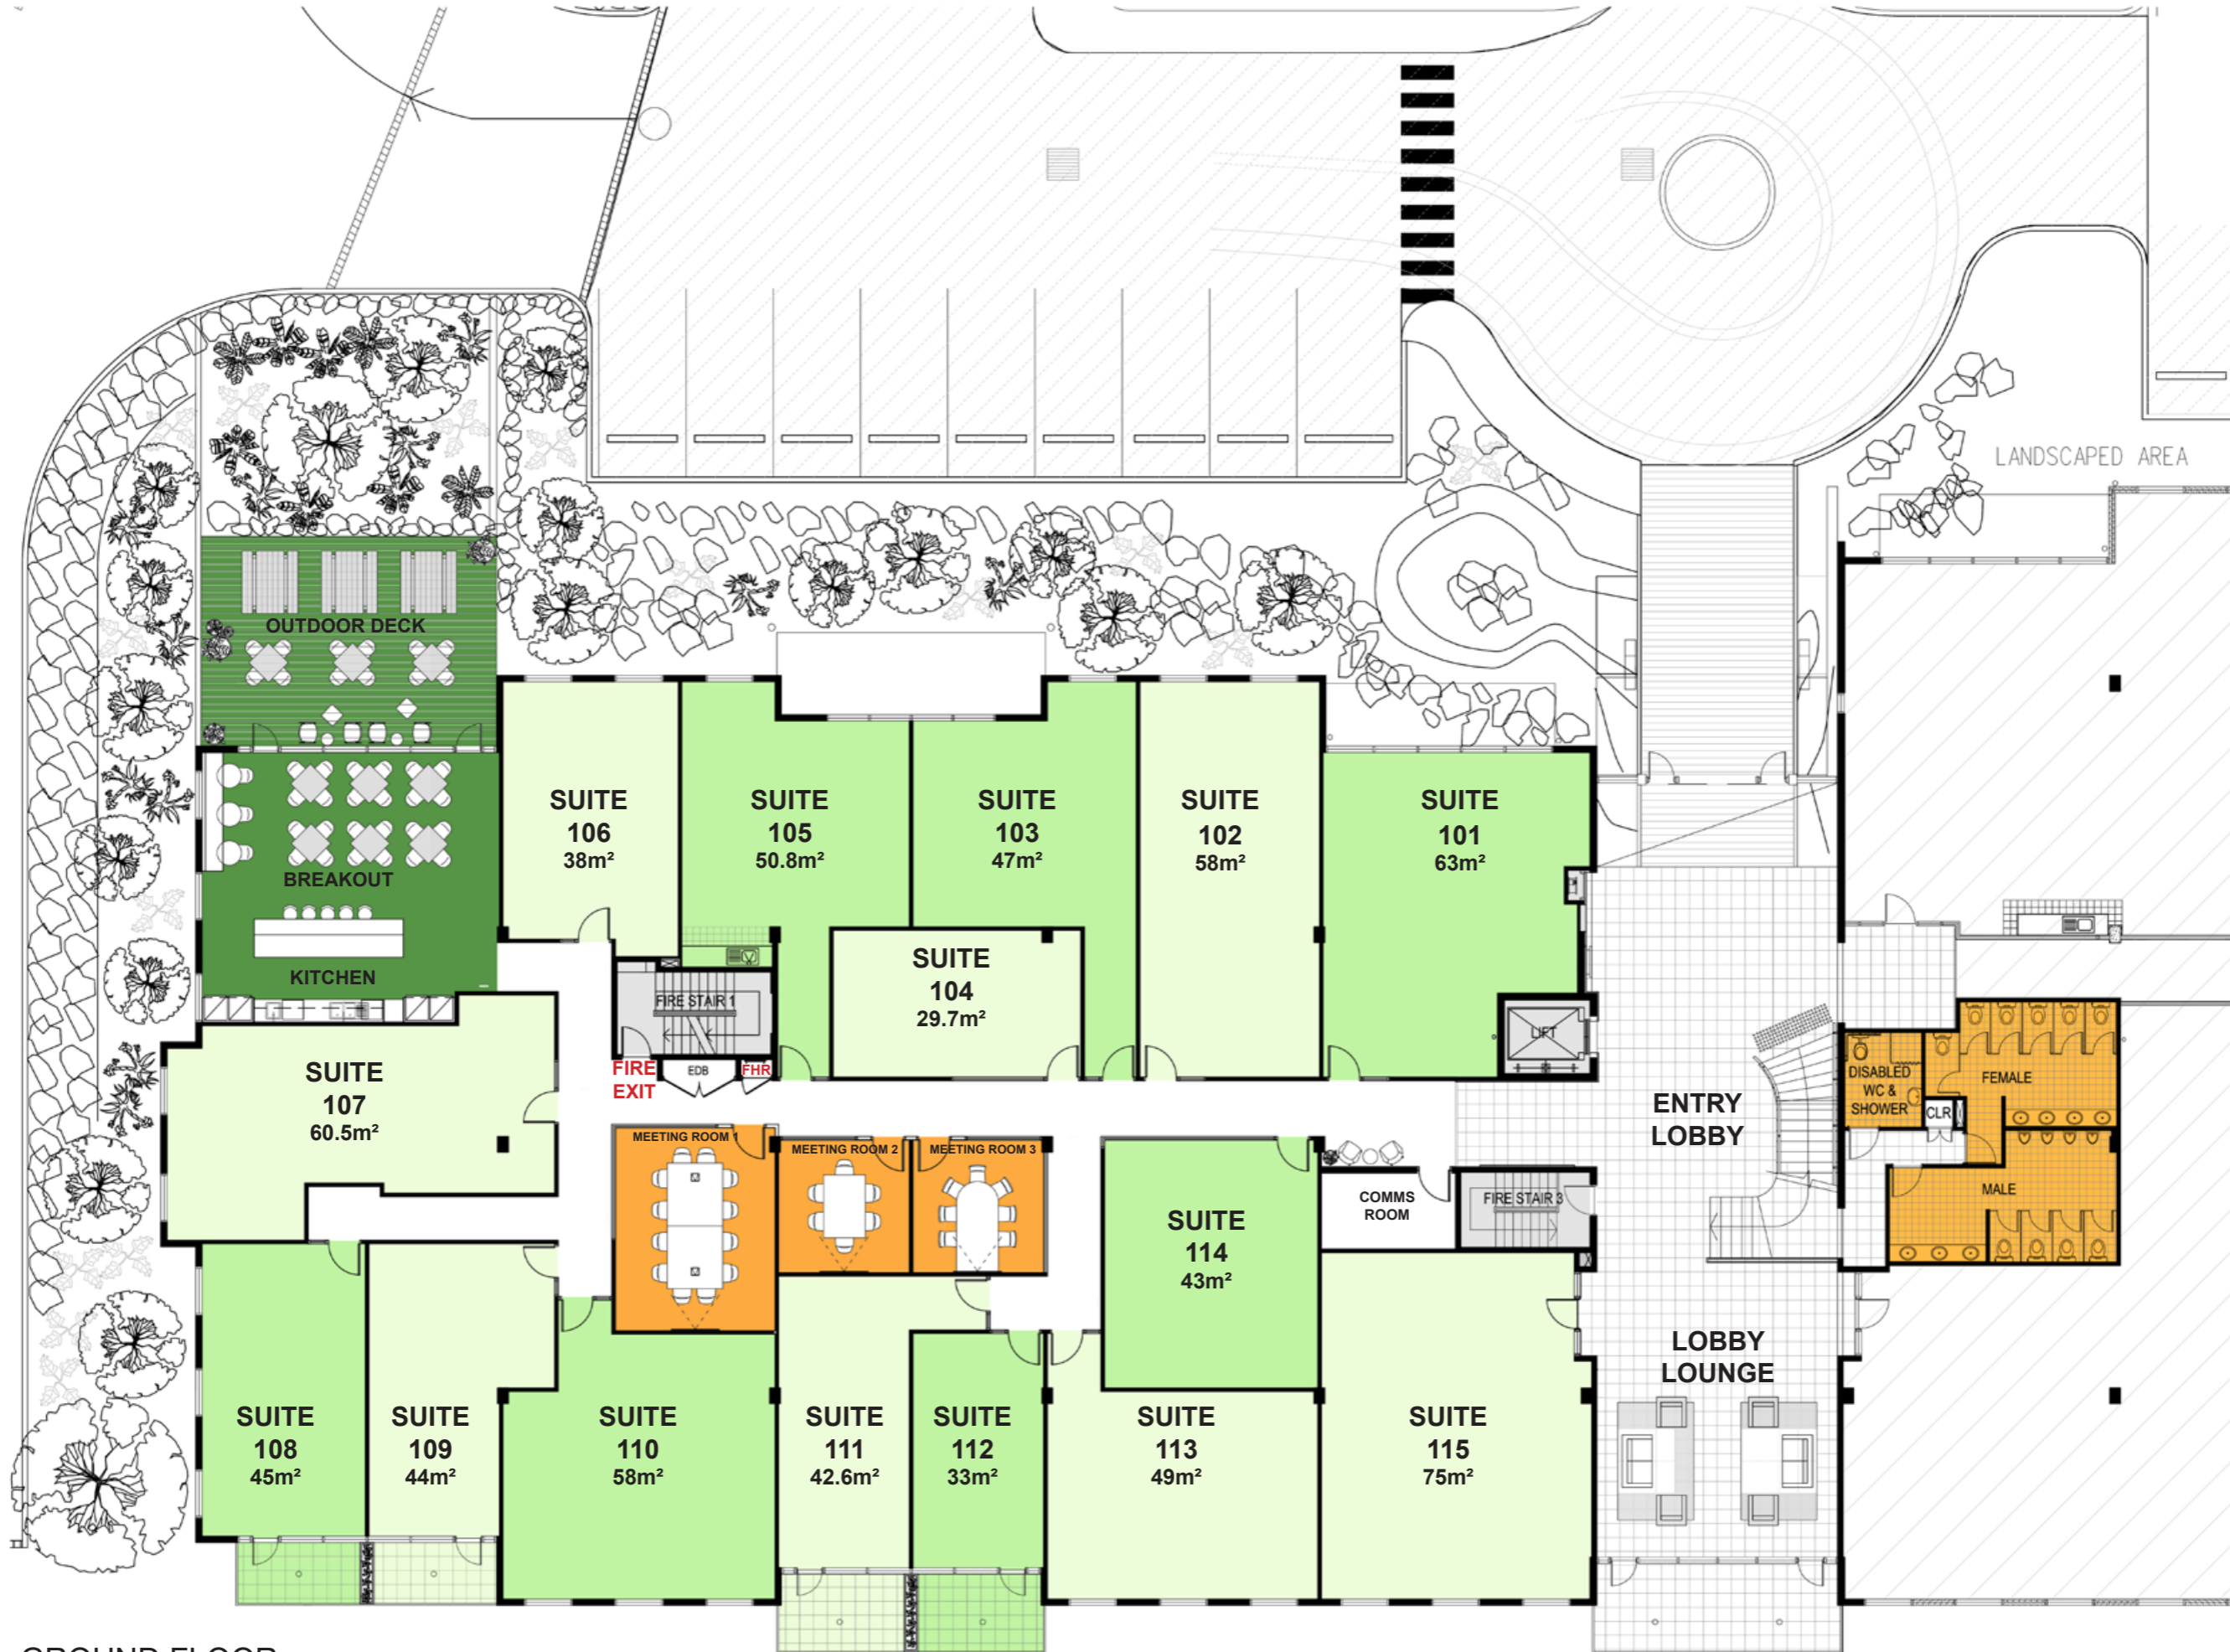 LANDSCAPED AREA
OUTDOOR DECK
BREAKOUT
KITCHEN
SUITE
106
38m²
SUITE
105
50.8m²
SUITE
103
47m²
SUITE
102
58m²
SUITE
101
63m²
SUITE
104
29.7m²
FIRE STAIR 1
LIFT
FIRE
EXIT
EDB
FHR
SUITE
107
60.5m²
ENTRY
LOBBY
DISABLED
WC &
SHOWER
FEMALE
CLR
MALE
MEETING ROOM 1
MEETING ROOM 2
MEETING ROOM 3
COMMS
ROOM
FIRE STAIR 3
SUITE
114
43m²
LOBBY
LOUNGE
SUITE
108
45m²
SUITE
109
44m²
SUITE
110
58m²
SUITE
111
42.6m²
SUITE
112
33m²
SUITE
113
49m²
SUITE
115
75m²
GROUND FLOOR